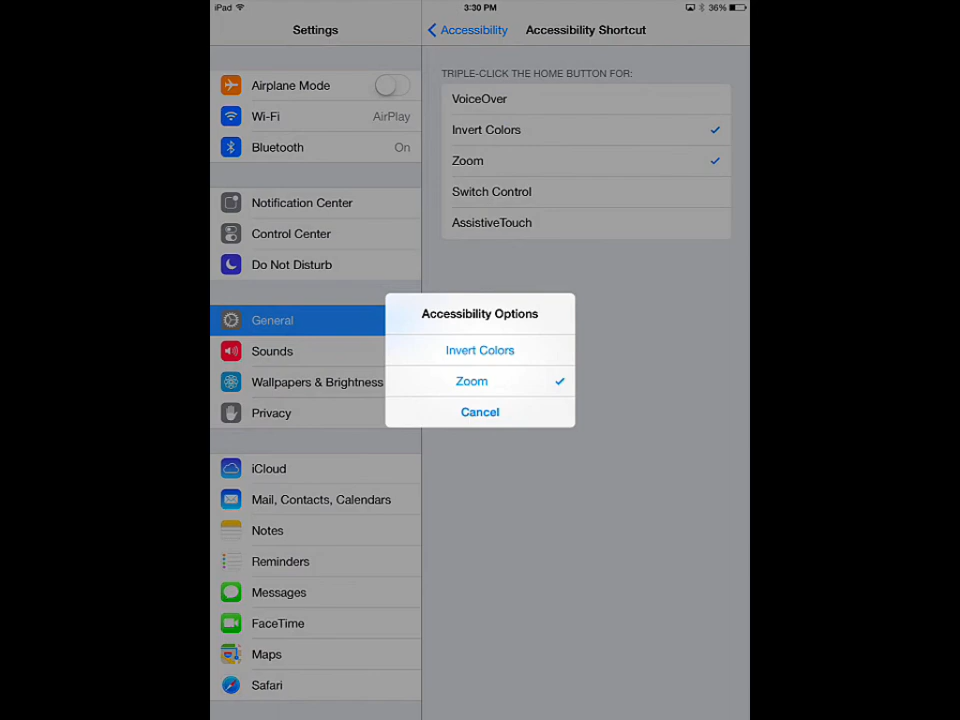 iPad
3:30 PM
36%
Settings
Accessibility
Accessibility Shortcut
Airplane Mode
Wi-Fi
AirPlay
Bluetooth
On
Notification Center
Control Center
Do Not Disturb
General
Sounds
Wallpapers & Brightness
Privacy
iCloud
Mail, Contacts, Calendars
Notes
Reminders
Messages
FaceTime
Maps
Safari
TRIPLE-CLICK THE HOME BUTTON FOR:
VoiceOver
Invert Colors
Zoom
Switch Control
AssistiveTouch
Accessibility Options
Invert Colors
Zoom
Cancel